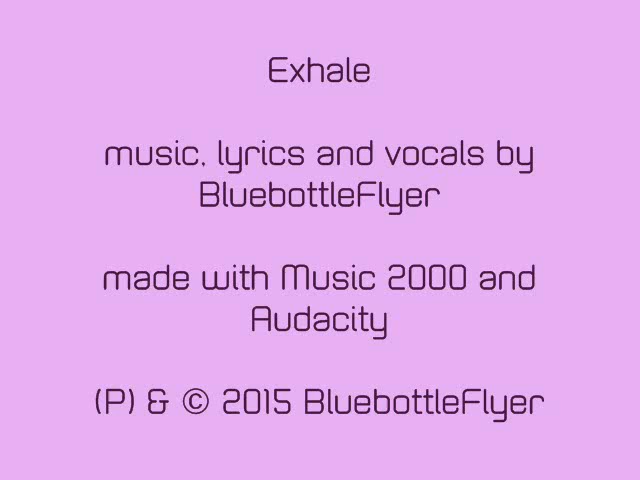 Exhale
music, lyrics and vocals by
BluebottleFlyer
made with Music 2000 and
Audacity
(P) & © 2015 BluebottleFlyer